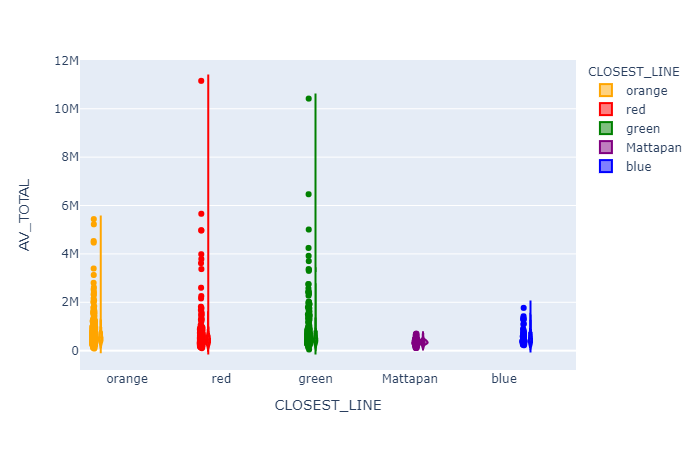 12M
10M
8M
6M
4M
2M
0
AV_TOTAL
orange
red
green
Mattapan
blue
CLOSEST_LINE
CLOSEST_LINE
orange
red
green
Mattapan
blue